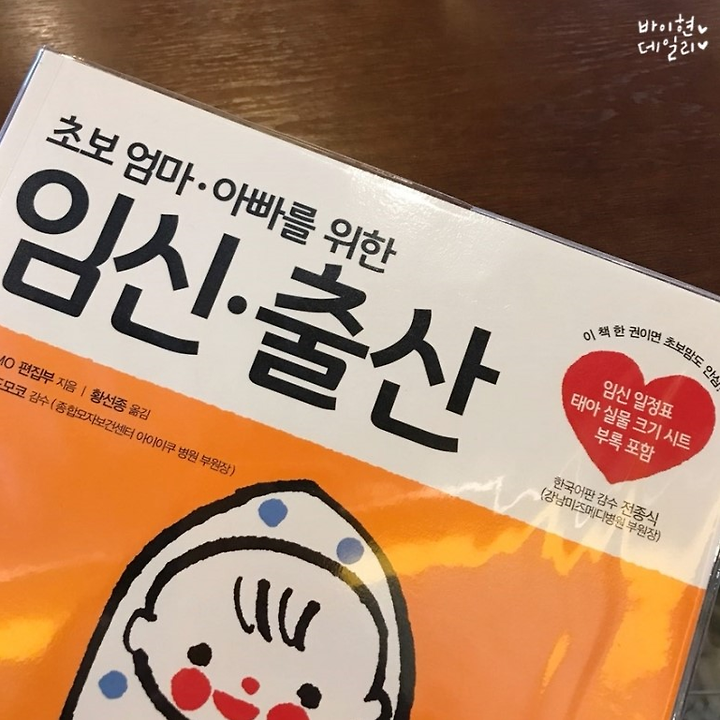 바이현
데일리
초보 엄마·아빠를 위한
임신·출산
이 책 한 권이면 초보맘도 안심!
임신 일정표
태아 실물 크기 시트
부록 포함
MO 편집부 지음 | 황선종 옮김
도모코 감수 (종합모자보건센터 아이이쿠 병원 부원장)
한국어판 감수 전종식
(강남미즈메디병원 부원장)